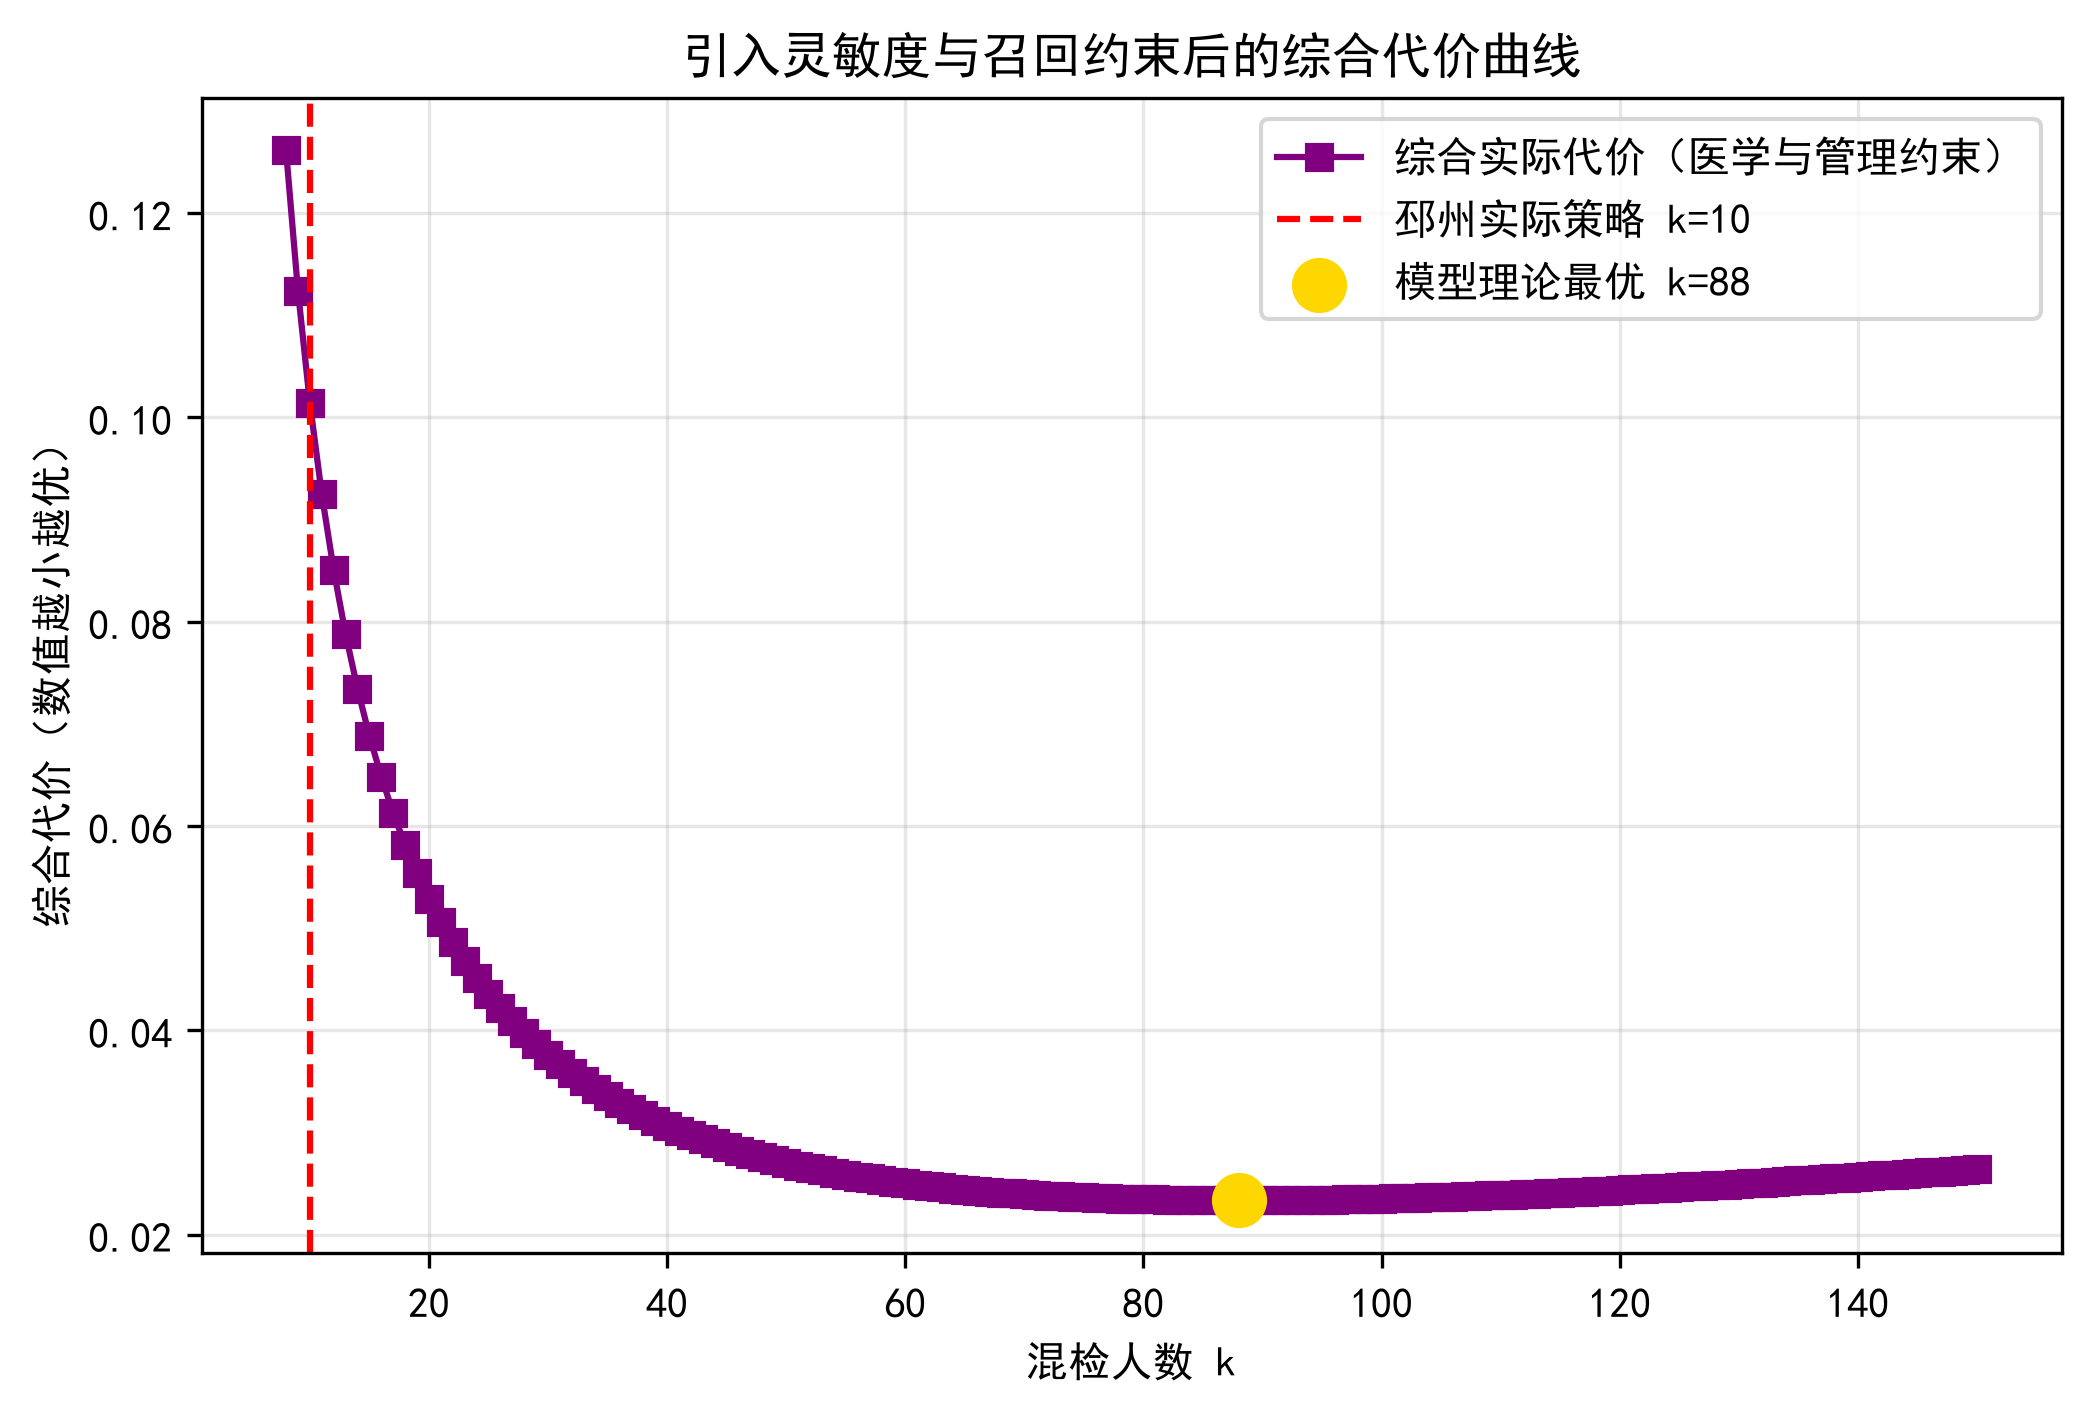 引入灵敏度与召回约束后的综合代价曲线
综合实际代价（医学与管理约束）
邳州实际策略 k=10
模型理论最优 k=88
综合代价（数值越小越优）
0.12
0.10
0.08
0.06
0.04
0.02
20 40 60 80 100 120 140
混检人数 k